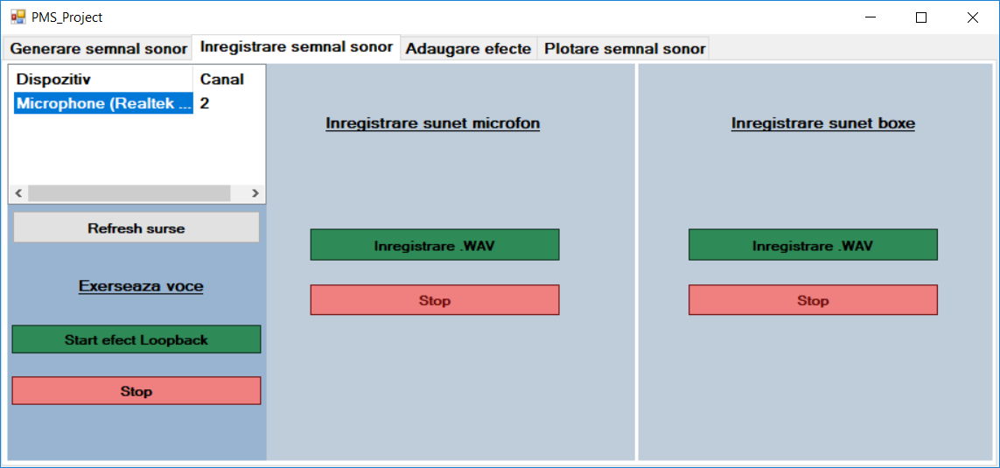 PMS_Project
Generare semnal sonor Inregistrare semnal sonor Adaugare efecte Plotare semnal sonor
Dispozitiv Canal
Microphone (Realtek ... 2
Refresh surse
Exerseaza voce
Start efect Loopback
Stop
Inregistrare sunet microfon
Inregistrare .WAV
Stop
Inregistrare sunet boxe
Inregistrare .WAV
Stop